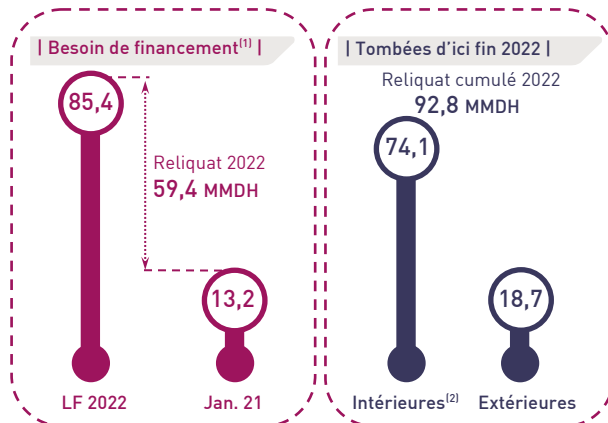 | Besoin de financement(1) |
85,4
Reliquat 2022
59,4 MMDH
13,2
LF 2022
Jan. 21
| Tombées d'ici fin 2022 |
Reliquat cumulé 2022
92,8 MMDH
74,1
18,7
Intérieures(2)
Extérieures